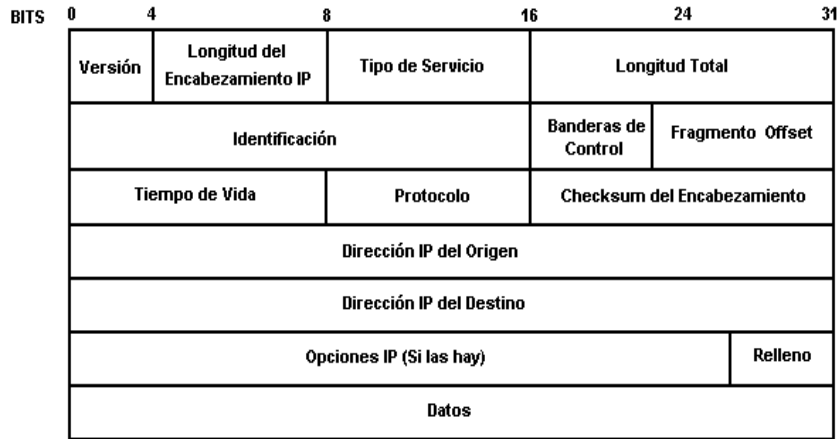 BITS 0 4 8 16 24 31
Versión
Longitud del
Encabezamiento IP
Tipo de Servicio
Longitud Total
Identificación
Banderas de
Control
Fragmento Offset
Tiempo de Vida
Protocolo
Checksum del Encabezamiento
Dirección IP del Origen
Dirección IP del Destino
Opciones IP (Si las hay)
Relleno
Datos